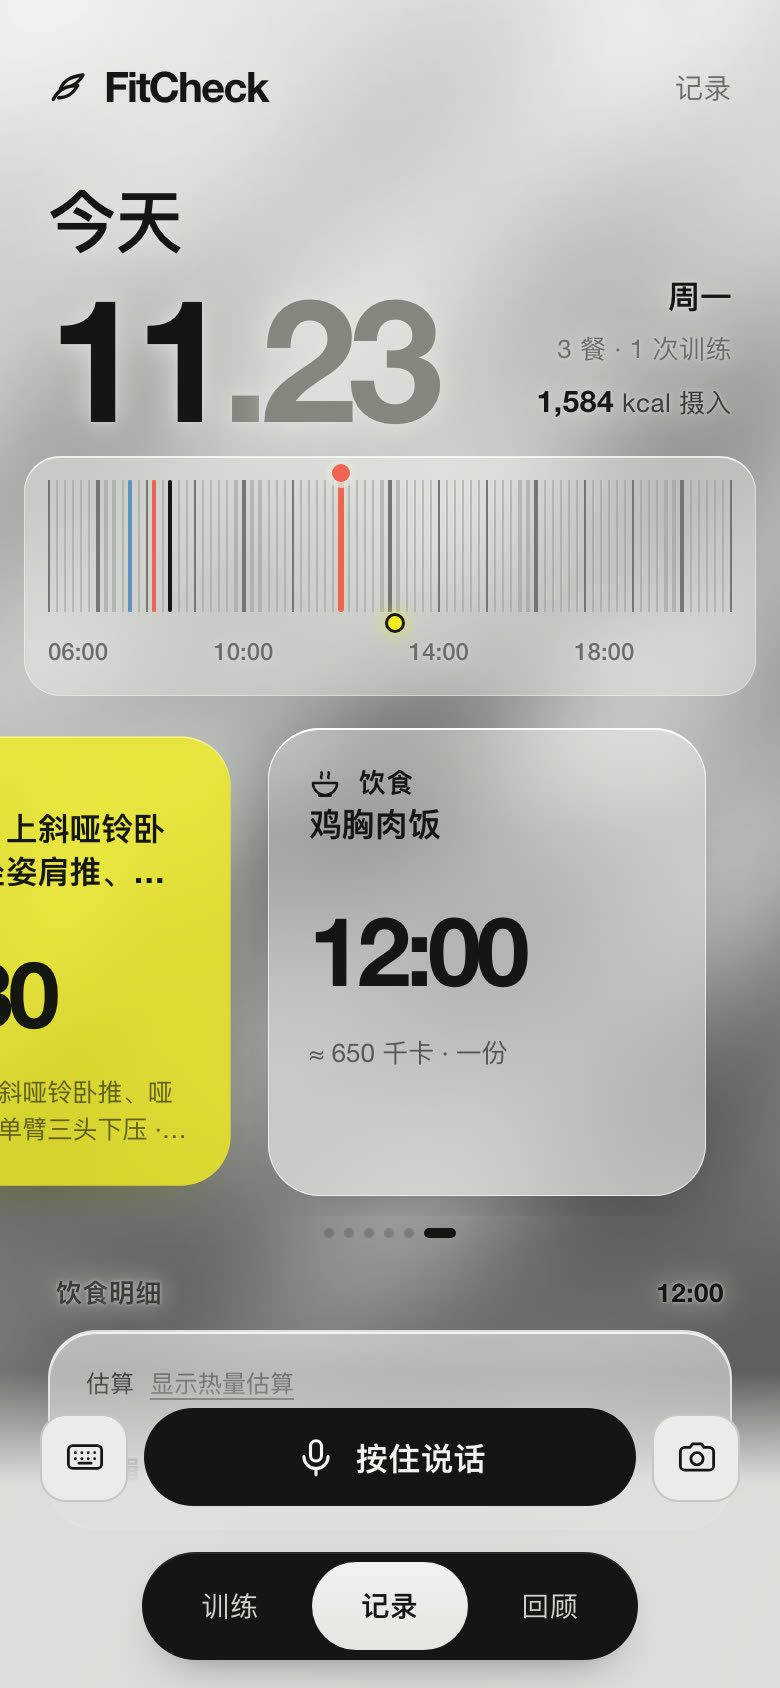 FitCheck
记录
今天
11.23
周一
3 餐 · 1 次训练
1,584 kcal 摄入
06:00
10:00
14:00
18:00
上斜哑铃卧
姿肩推、...
30
斜哑铃卧推、哑
单臂三头下压 ·...
饮食
鸡胸肉饭
12:00
≈ 650 千卡 · 一份
饮食明细
12:00
估算 显示热量估算
按住说话
训练
记录
回顾